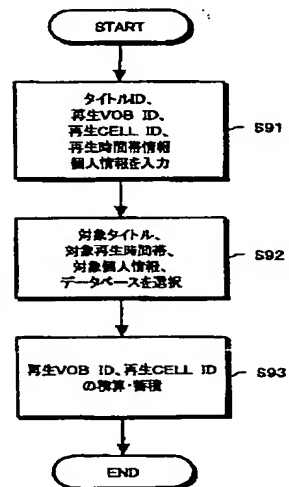 START
タイトルID、
再生VOB ID、
再生CELL ID、
再生時間帯情報
個人情報を入力
S91
対象タイトル、
対象再生時間帯、
対象個人情報、
データベースを選択
S92
再生VOB ID、再生CELL ID
の積算・蓄積
S93
END